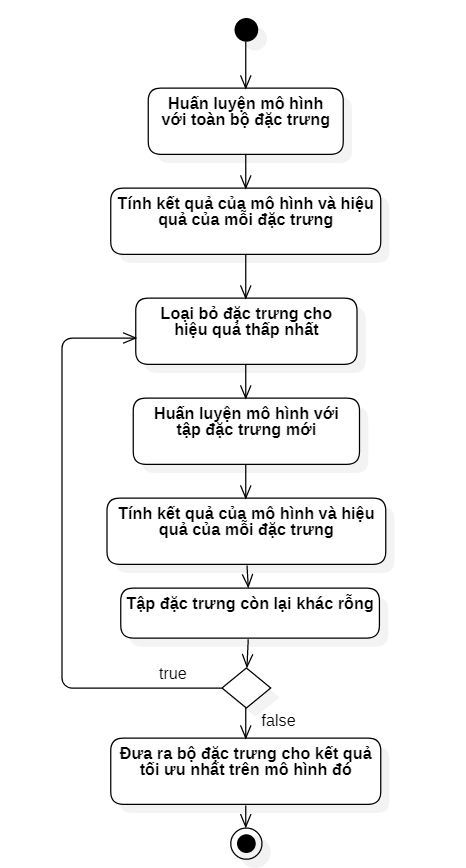 Huấn luyện mô hình
với toàn bộ đặc trưng
Tính kết quả của mô hình và hiệu
quả của mỗi đặc trưng
Loại bỏ đặc trưng cho
hiệu quả thấp nhất
Huấn luyện mô hình với
tập đặc trưng mới
Tính kết quả của mô hình và hiệu
quả của mỗi đặc trưng
Tập đặc trưng còn lại khác rỗng
true
false
Đưa ra bộ đặc trưng cho kết quả
tối ưu nhất trên mô hình đó